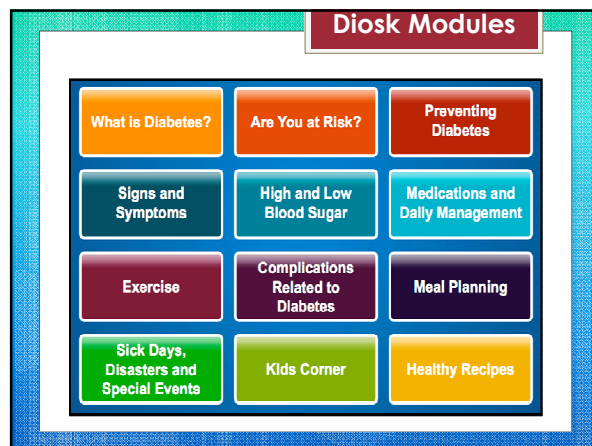 Diosk Modules
What is Diabetes?
Are You at Risk?
Preventing
Diabetes
Signs and
Symptoms
High and Low
Blood Sugar
Medications and
Daily Management
Exercise
Complications
Related to
Diabetes
Meal Planning
Sick Days,
Disasters and
Special Events
Kids Corner
Healthy Recipes